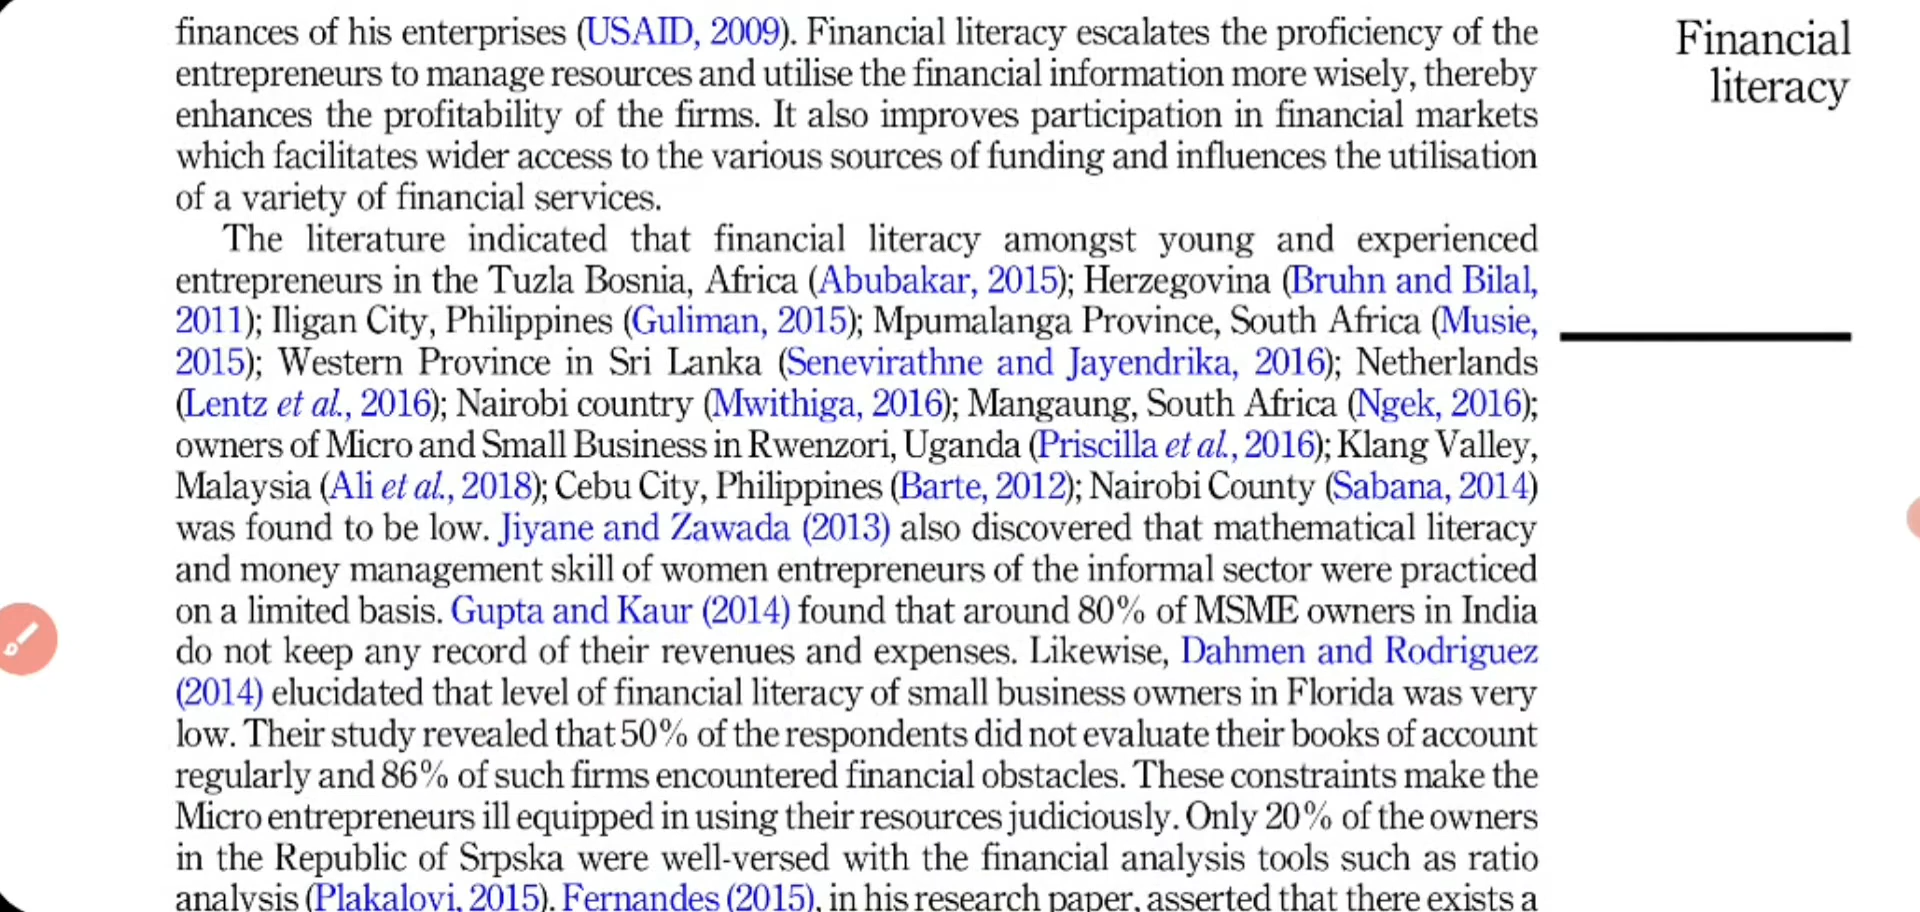 finances of his enterprises (USAID, 2009). Financial literacy escalates the proficiency of the
entrepreneurs to manage resources and utilise the financial information more wisely, thereby
enhances the profitability of the firms. It also improves participation in financial markets
which facilitates wider access to the various sources of funding and influences the utilisation
of a variety of financial services.
The literature indicated that financial literacy amongst young and experienced
entrepreneurs in the Tuzla Bosnia, Africa (Abubakar, 2015); Herzegovina (Bruhn and Bilal,
2011); Iligan City, Philippines (Guliman, 2015); Mpumalanga Province, South Africa (Musie,
2015); Western Province in Sri Lanka (Senevirathne and Jayendrika, 2016); Netherlands
(Lentz et al., 2016); Nairobi country (Mwithiga, 2016); Mangaung, South Africa (Ngek, 2016);
owners of Micro and Small Business in Rwenzori, Uganda (Priscilla et al., 2016); Klang Valley,
Malaysia (Ali et al., 2018); Cebu City, Philippines (Barte, 2012); Nairobi County (Sabana, 2014)
was found to be low. Jiyane and Zawada (2013) also discovered that mathematical literacy
and money management skill of women entrepreneurs of the informal sector were practiced
on a limited basis. Gupta and Kaur (2014) found that around 80% of MSME owners in India
do not keep any record of their revenues and expenses. Likewise, Dahmen and Rodriguez
(2014) elucidated that level of financial literacy of small business owners in Florida was very
low. Their study revealed that 50% of the respondents did not evaluate their books of account
regularly and 86% of such firms encountered financial obstacles. These constraints make the
Micro entrepreneurs ill equipped in using their resources judiciously. Only 20% of the owners
in the Republic of Srpska were well-versed with the financial analysis tools such as ratio
analysis (Plakalovi, 2015). Fernandes (2015), in his research paper, asserted that there exists a
Financial
literacy